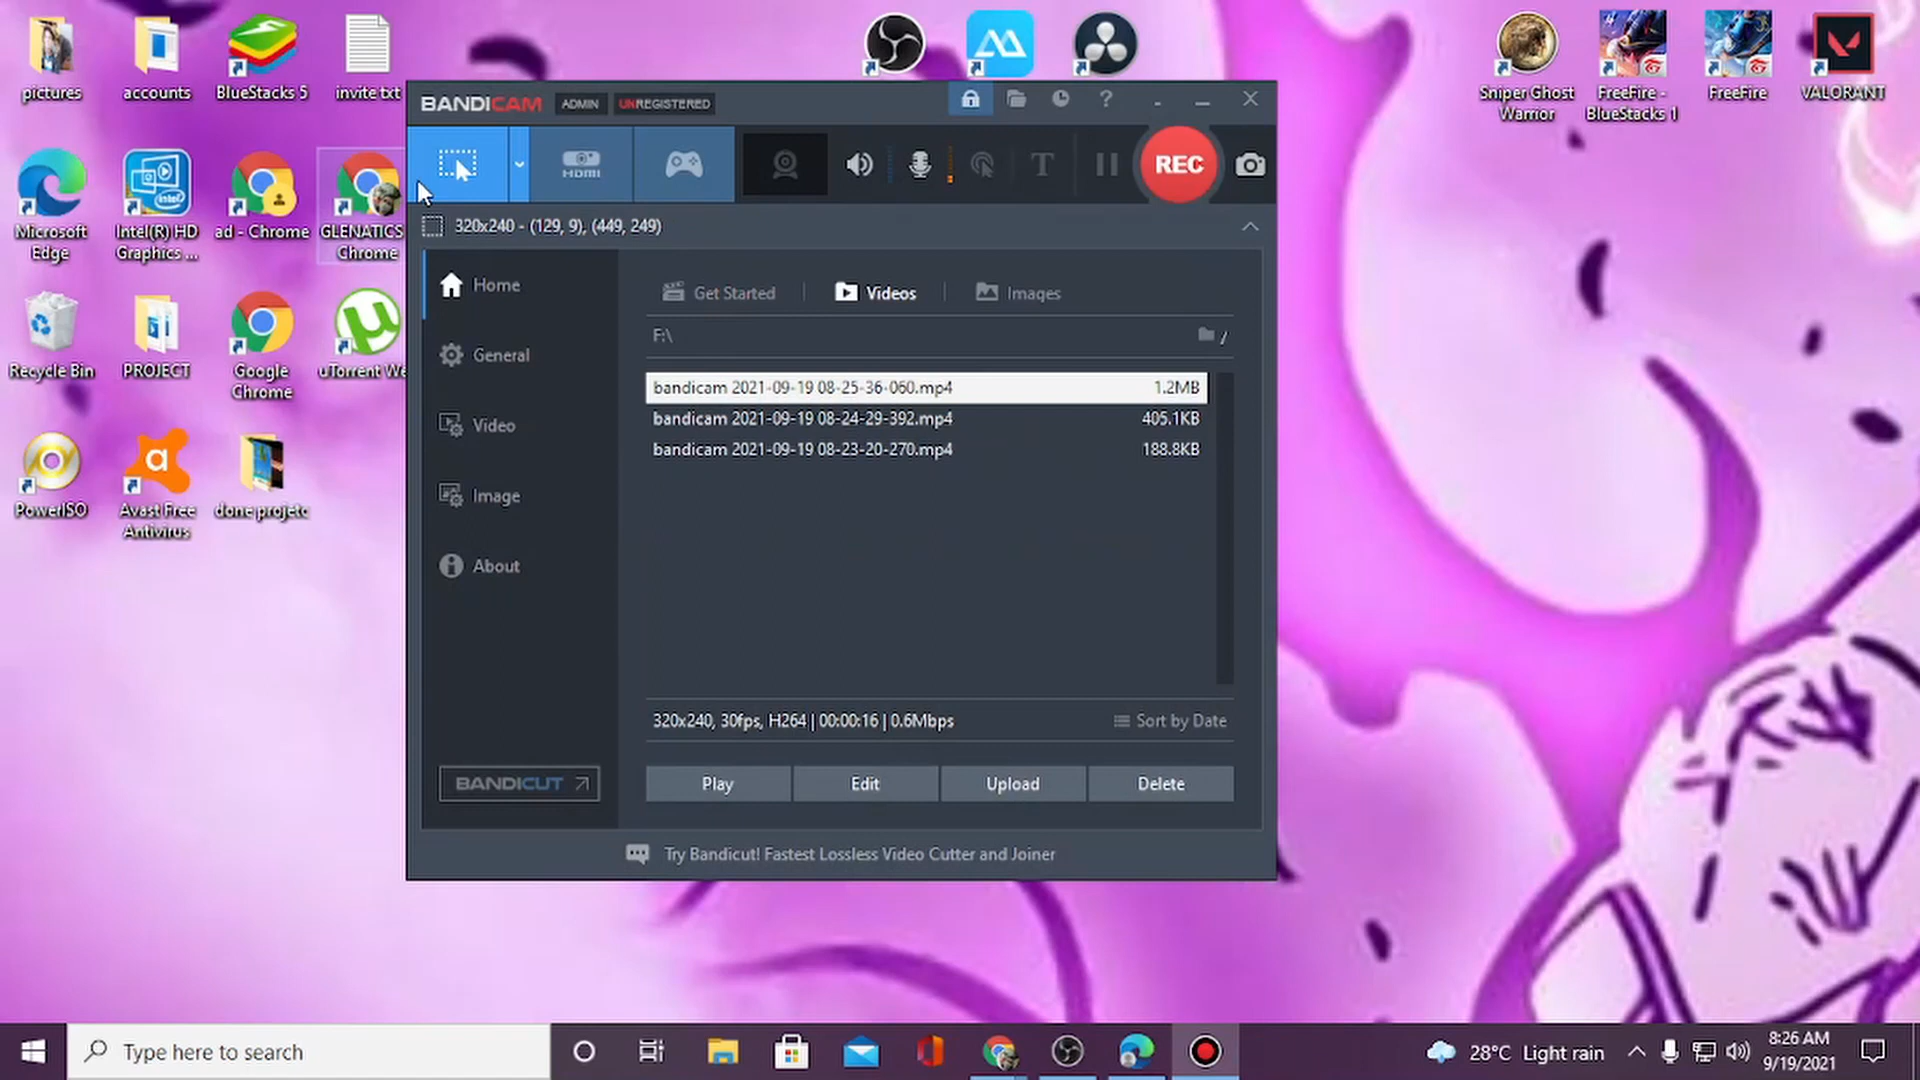 pictures
accounts
BlueStacks 5
invite txt
Sniper Ghost
Warrior
FreeFire -
BlueStacks 1
FreeFire
VALORANT
BANDICAM
ADMIN
UNREGISTERED
?
HDMI
T
REC
320x240 - (129, 9), (449, 249)
Microsoft
Edge
Intel(R) HD
Graphics ...
ad - Chrome
GLENATICS
Chrome
Home
General
Video
Image
About
Get Started
Videos
Images
F:\
/
bandicam 2021-09-19 08-25-36-060.mp4 1.2MB
bandicam 2021-09-19 08-24-29-392.mp4 405.1KB
bandicam 2021-09-19 08-23-20-270.mp4 188.8KB
Recycle Bin
PROJECT
Google
Chrome
uTorrent We
PowerISO
Avast Free
Antivirus
done projetc
320x240, 30fps, H264 | 00:00:16 | 0.6Mbps
Sort by Date
BANDICUT
Play
Edit
Upload
Delete
Try Bandicut! Fastest Lossless Video Cutter and Joiner
Type here to search
28°C Light rain
8:26 AM
9/19/2021